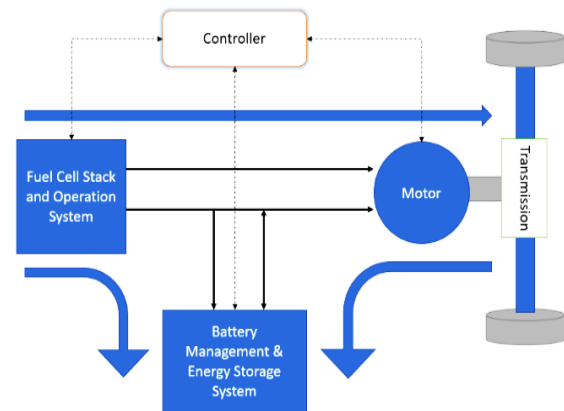 Controller
Fuel Cell Stack
and Operation
System
Motor
Transmission
Battery
Management &
Energy Storage
System